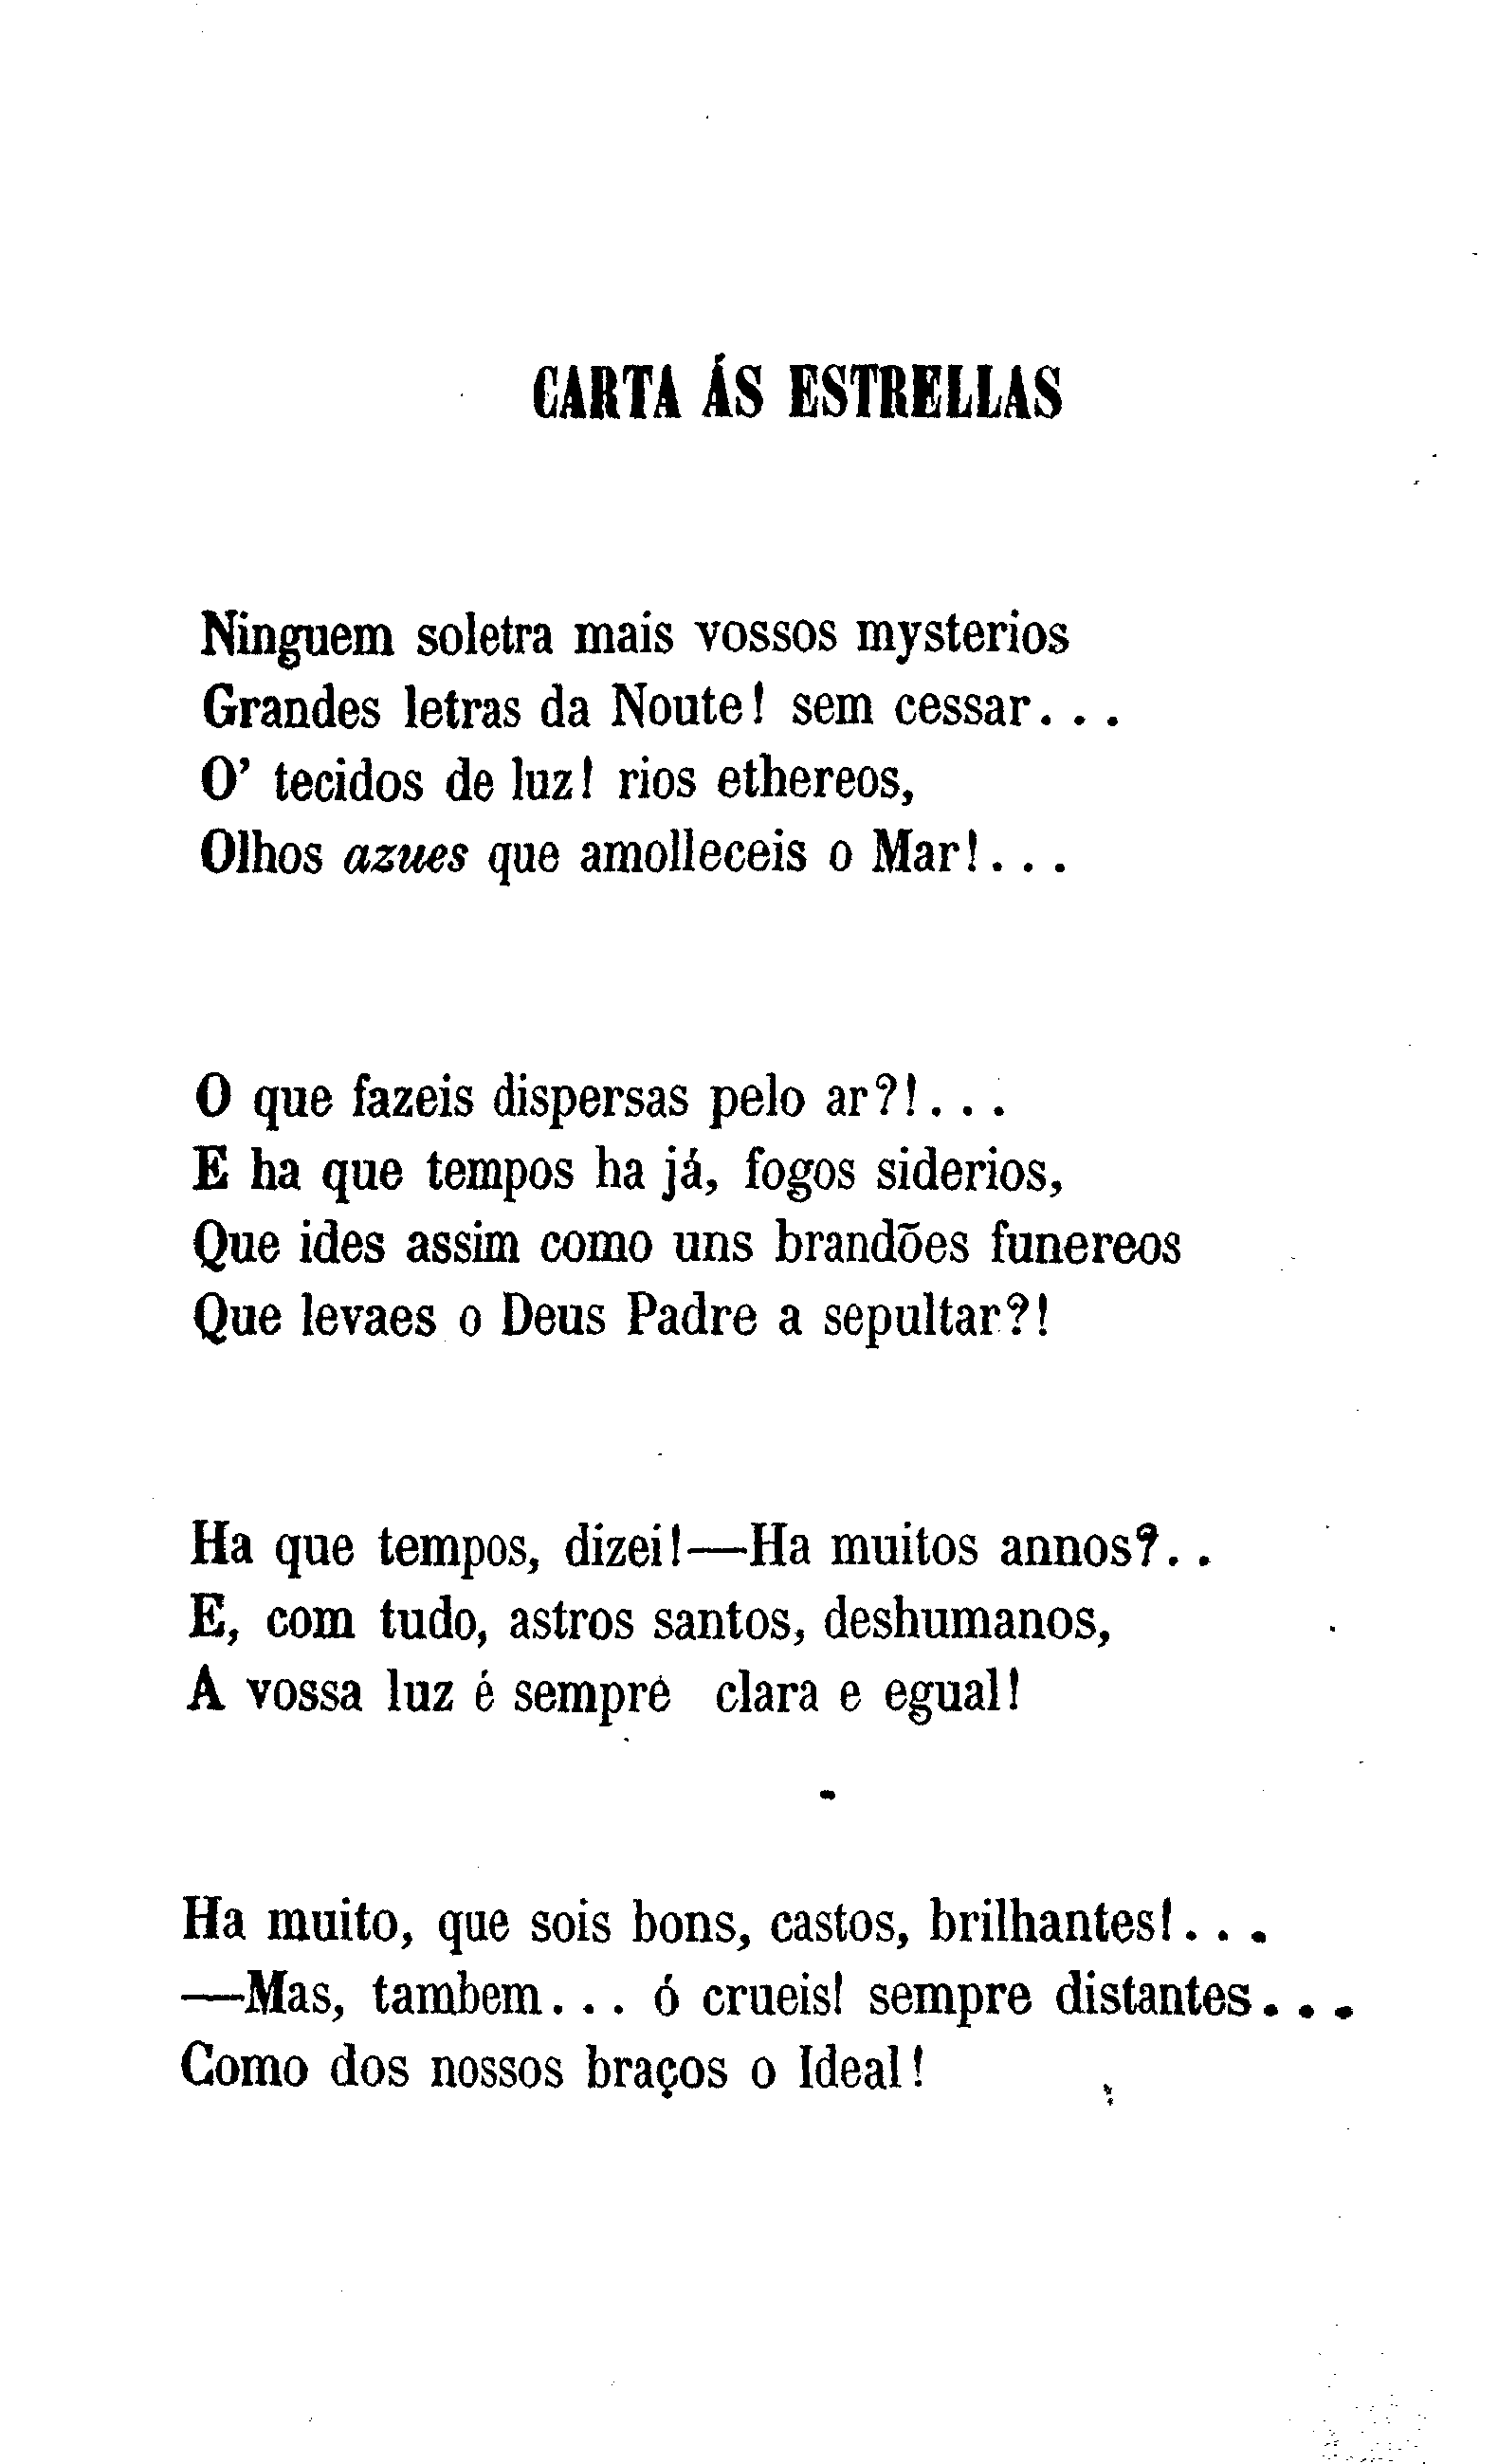 CARTA ÁS ESTRELLAS
Ninguem soletra mais vossos mysterios
Grandes letras da Noute! sem cessar...
O' tecidos de luz! rios ethereos,
Olhos azues que amolleceis o Mar!...
O que fazeis dispersas pelo ar?!...
E ha que tempos ha já, fogos siderios,
Que ides assim como uns brandões funereos
Que levaes o Deus Padre a sepultar?!
Ha que tempos, dizei!—Ha muitos annos?..
E, com tudo, astros santos, deshumanos,
A vossa luz é sempre clara e egual!
Ha muito, que sois bons, castos, brilhantes!...
—Mas, tambem... ó crueis! sempre distantes...
Como dos nossos braços o Ideal!